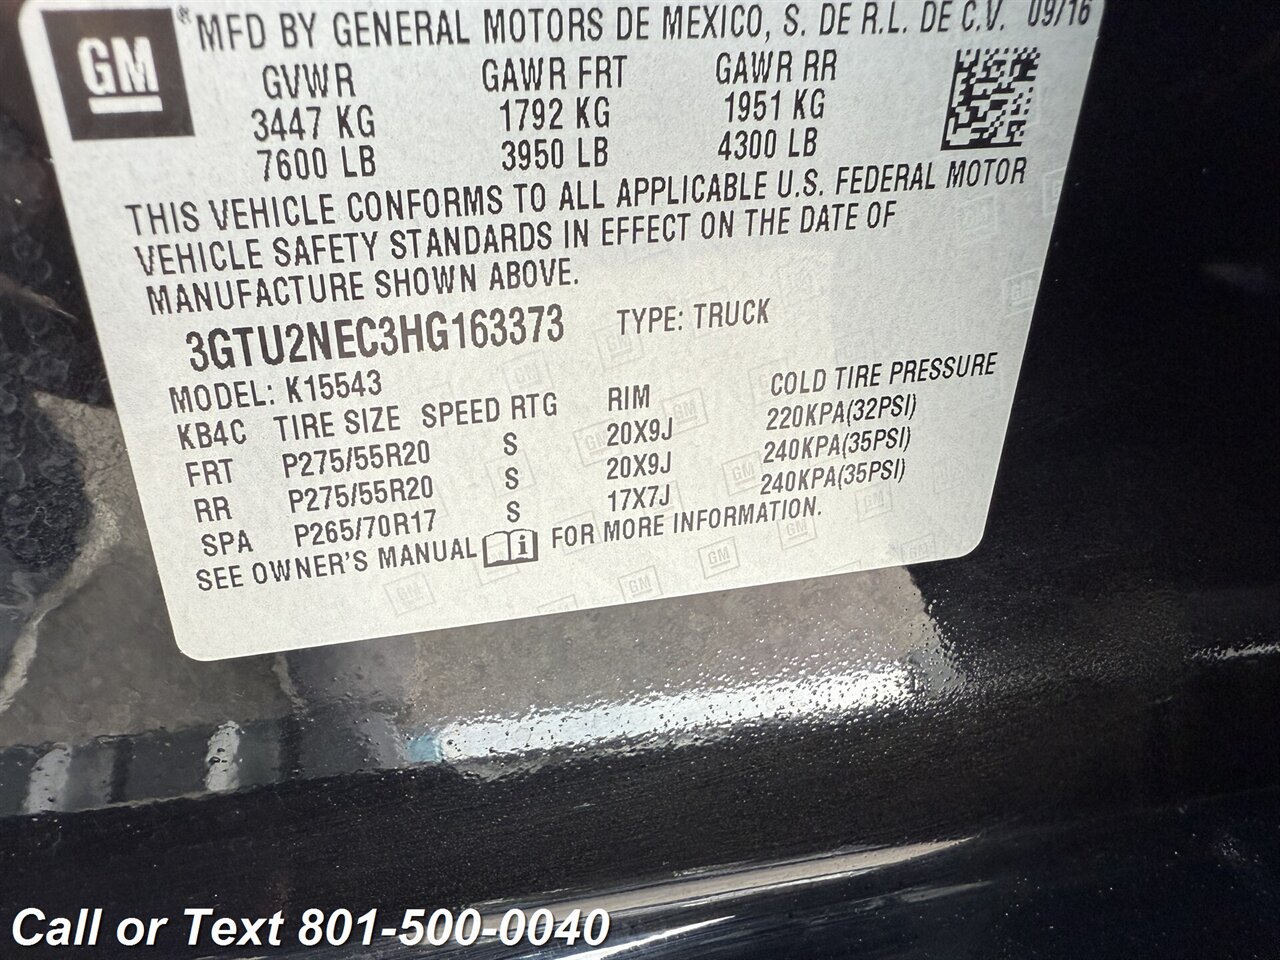 GM
® MFD BY GENERAL MOTORS DE MEXICO, S. DE R.L. DE C.V. 09/16
GVWR GAWR FRT GAWR RR
3447 KG 1792 KG 1951 KG
7600 LB 3950 LB 4300 LB
THIS VEHICLE CONFORMS TO ALL APPLICABLE U.S. FEDERAL MOTOR
VEHICLE SAFETY STANDARDS IN EFFECT ON THE DATE OF
MANUFACTURE SHOWN ABOVE.
3GTU2NEC3HG163373 TYPE: TRUCK
MODEL: K15543
KB4C TIRE SIZE SPEED RTG RIM COLD TIRE PRESSURE
FRT P275/55R20 S 20X9J 220KPA(32PSI)
RR P275/55R20 S 20X9J 240KPA(35PSI)
SPA P265/70R17 S 17X7J 240KPA(35PSI)
SEE OWNER'S MANUAL i FOR MORE INFORMATION.
Call or Text 801-500-0040